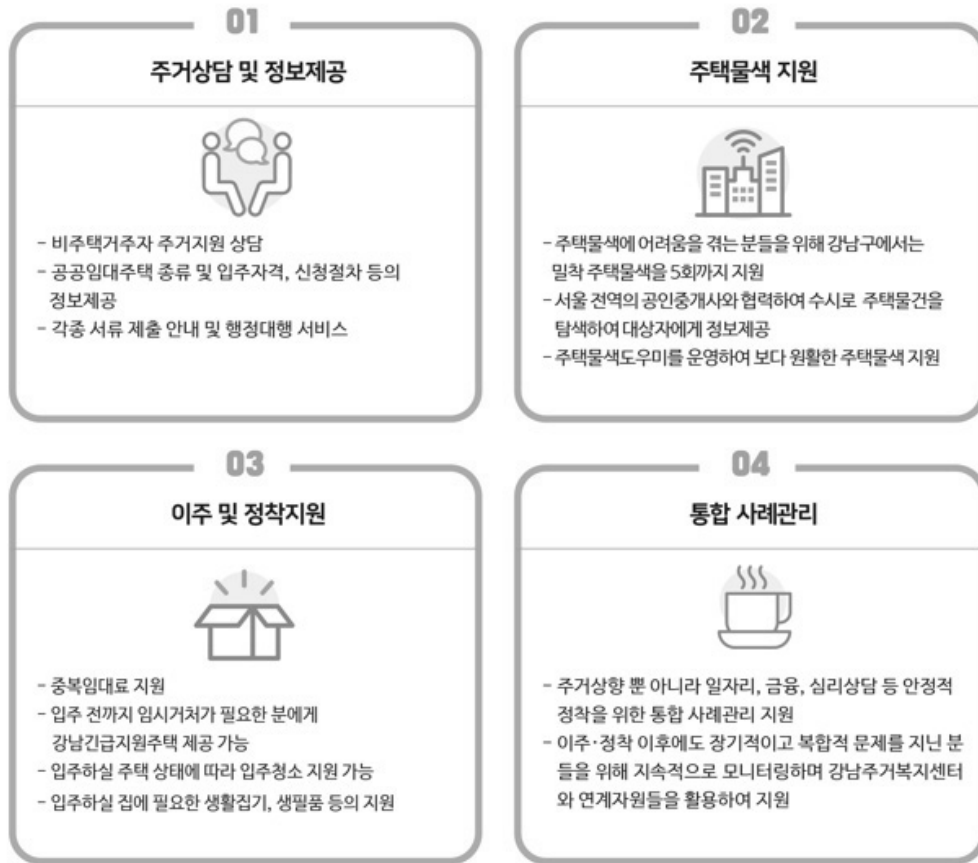 01
주거상담 및 정보제공
- 비주택거주자 주거지원 상담
- 공공임대주택 종류 및 입주자격, 신청절차 등의
정보제공
- 각종 서류 제출 안내 및 행정대행 서비스
02
주택물색 지원
- 주택물색에 어려움을 겪는 분들을 위해 강남구에서는
밀착 주택물색을 5회까지 지원
- 서울 전역의 공인중개사와 협력하여 수시로 주택물건을
탐색하여 대상자에게 정보제공
- 주택물색도우미를 운영하여 보다 원활한 주택물색 지원
03
이주 및 정착지원
- 중복임대료 지원
- 입주 전까지 임시거처가 필요한 분에게
강남긴급지원주택 제공 가능
- 입주하실 주택 상태에 따라 입주청소 지원 가능
- 입주하실 집에 필요한 생활집기, 생필품 등의 지원
04
통합 사례관리
- 주거상향 뿐 아니라 일자리, 금융, 심리상담 등 안정적
정착을 위한 통합 사례관리 지원
- 이주·정착 이후에도 장기적이고 복합적 문제를 지닌 분
들을 위해 지속적으로 모니터링하며 강남주거복지센터
와 연계자원들을 활용하여 지원